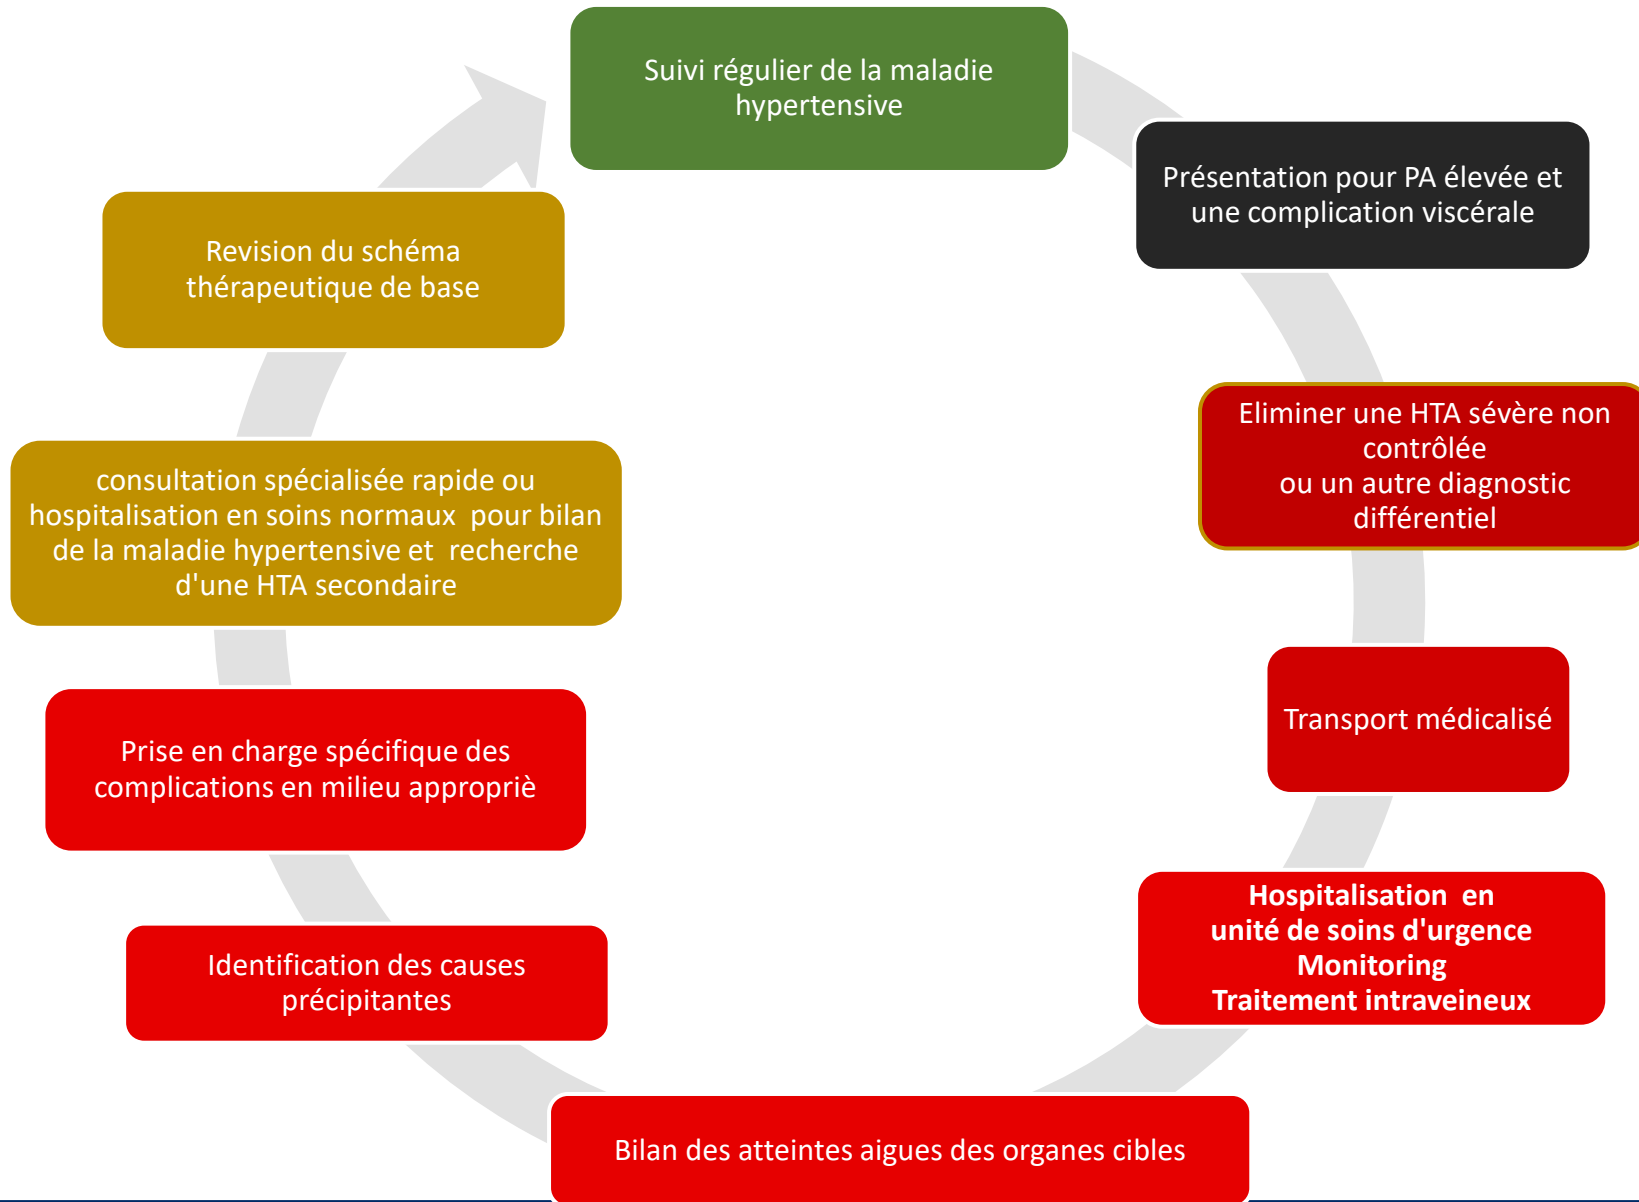 Suivi régulier de la maladie
hypertensive
Présentation pour PA élevée et
une complication viscérale
Eliminer une HTA sévère non
contrôlée
ou un autre diagnostic
différentiel
Transport médicalisé
Hospitalisation  en
unité de soins d'urgence
Monitoring
Traitement intraveineux
Bilan des atteintes aigues des organes cibles
Identification des causes
précipitantes
Prise en charge spécifique des
complications en milieu appropriè
consultation spécialisée rapide ou
hospitalisation en soins normaux  pour bilan
de la maladie hypertensive et  recherche
d'une HTA secondaire
Revision du schéma
thérapeutique de base